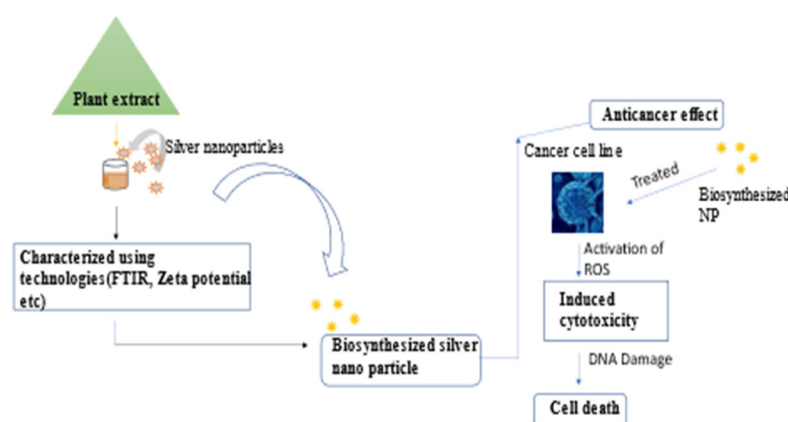 Plant extract
Silver nanoparticles
Characterized using
technologies(FTIR, Zeta potential
etc)
Biosynthesized silver
nano particle
Anticancer effect
Cancer cell line
Treated
Biosynthesized
NP
Activation of
ROS
Induced
cytotoxicity
DNA Damage
Cell death